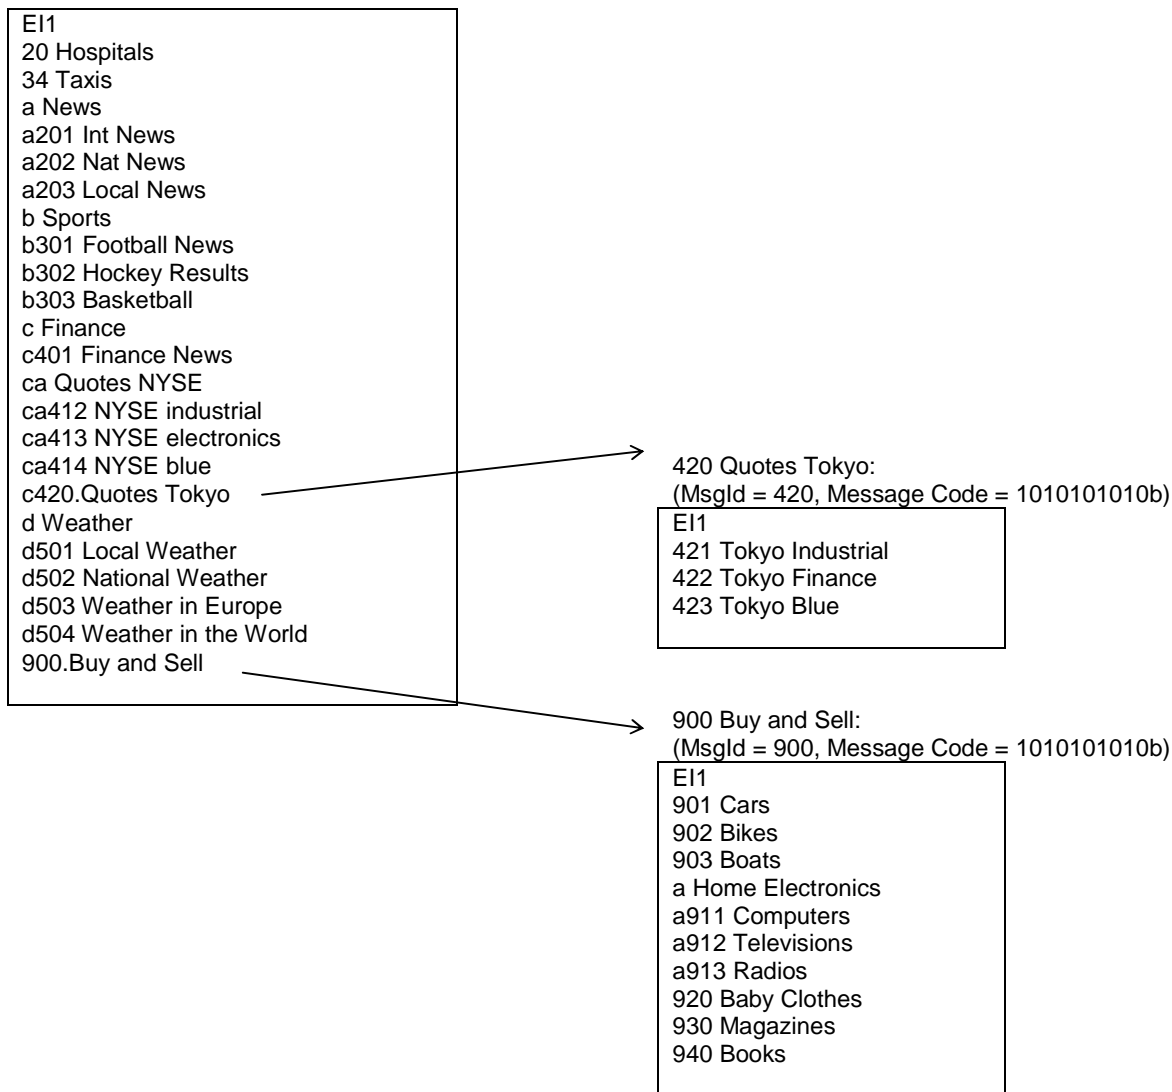 EI1
20 Hospitals
34 Taxis
a News
a201 Int News
a202 Nat News
a203 Local News
b Sports
b301 Football News
b302 Hockey Results
b303 Basketball
c Finance
c401 Finance News
ca Quotes NYSE
ca412 NYSE industrial
ca413 NYSE electronics
ca414 NYSE blue
c420.Quotes Tokyo
d Weather
d501 Local Weather
d502 National Weather
d503 Weather in Europe
d504 Weather in the World
900.Buy and Sell
420 Quotes Tokyo:
(MsgId = 420, Message Code = 1010101010b)
EI1
421 Tokyo Industrial
422 Tokyo Finance
423 Tokyo Blue
900 Buy and Sell:
(MsgId = 900, Message Code = 1010101010b)
EI1
901 Cars
902 Bikes
903 Boats
a Home Electronics
a911 Computers
a912 Televisions
a913 Radios
920 Baby Clothes
930 Magazines
940 Books